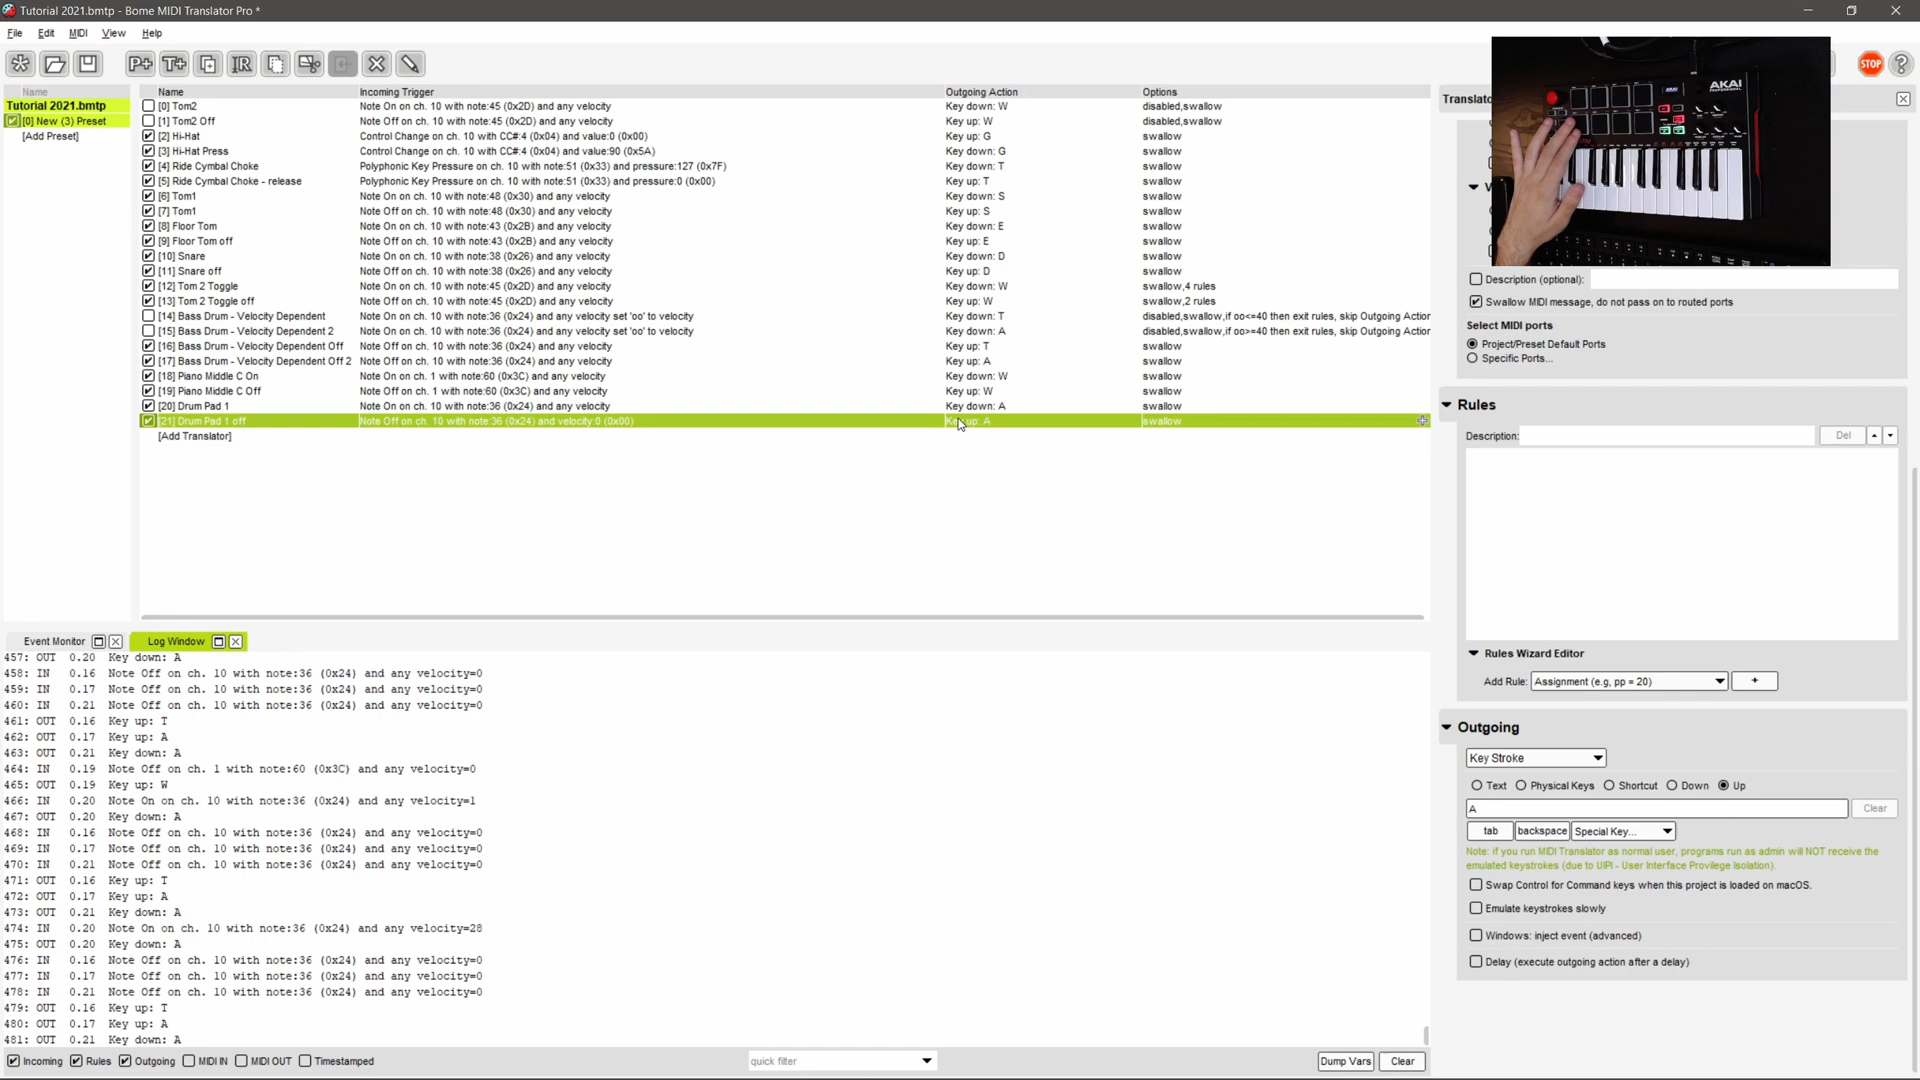 Tutorial 2021.bmtp - Bome MIDI Translator Pro *
File Edit MIDI View Help
P+ T+ R STOP ?
Name
Tutorial 2021.bmtp
[0] New (3) Preset
[Add Preset]
Name Incoming Trigger Outgoing Action Options
[0] Tom2 Note On on ch. 10 with note:45 (0x2D) and any velocity Key down: W disabled,swallow
[1] Tom2 Off Note On on ch. 10 with note:45 (0x2D) and any velocity Key up: W disabled,swallow
[2] Hi-Hat Control Change on ch. 10 with CC#:4 (0x04) and value:0 (0x00) Key up: G swallow
[3] Hi-Hat Press Control Change on ch. 10 with CC#:4 (0x04) and value:90 (0x5A) Key down: G swallow
[4] Ride Cymbal Choke Polyphonic Key Pressure on ch. 10 with note:51 (0x33) and pressure:127 (0x7F) Key down: T swallow
[5] Ride Cymbal Choke - release Polyphonic Key Pressure on ch. 10 with note:51 (0x33) and pressure:0 (0x00) Key up: T swallow
[6] Tom1 Note On on ch. 10 with note:48 (0x30) and any velocity Key down: S swallow
[7] Tom1 Note Off on ch. 10 with note:48 (0x30) and any velocity Key up: S swallow
[8] Floor Tom Note On on ch. 10 with note:43 (0x2B) and any velocity Key down: E swallow
[9] Floor Tom off Note Off on ch. 10 with note:43 (0x2B) and any velocity Key up: E swallow
[10] Snare Note On on ch. 10 with note:38 (0x26) and any velocity Key down: D swallow
[11] Snare off Note Off on ch. 10 with note:38 (0x26) and any velocity Key up: D swallow
[12] Tom 2 Toggle Note On on ch. 10 with note:45 (0x2D) and any velocity Key down: W swallow,4 rules
[13] Tom 2 Toggle off Note Off on ch. 10 with note:45 (0x2D) and any velocity Key up: W swallow,2 rules
[14] Bass Drum - Velocity Dependent Note On on ch. 10 with note:36 (0x24) and any velocity set 'oo' to velocity Key down: T disabled,swallow,if oo<=40 then exit rules, skip Outgoing Action
[15] Bass Drum - Velocity Dependent 2 Note On on ch. 10 with note:36 (0x24) and any velocity set 'oo' to velocity Key down: A disabled,swallow,if oo>=40 then exit rules, skip Outgoing Action
[16] Bass Drum - Velocity Dependent Off Note Off on ch. 10 with note:36 (0x24) and any velocity Key up: T swallow
[17] Bass Drum - Velocity Dependent Off 2 Note Off on ch. 10 with note:36 (0x24) and any velocity Key up: A swallow
[18] Piano Middle C On Note On on ch. 1 with note:60 (0x3C) and any velocity Key down: W swallow
[19] Piano Middle C Off Note Off on ch. 1 with note:60 (0x3C) and any velocity Key up: W swallow
[20] Drum Pad 1 Note On on ch. 10 with note:36 (0x24) and any velocity Key down: A swallow
[21] Drum Pad 1 off Note Off on ch. 10 with note:36 (0x24) and velocity:0 (0x00) Key up: A swallow
[Add Translator]
Translato
AKAI
PROFESSIONAL
V
Description (optional):
Swallow MIDI message, do not pass on to routed ports
Select MIDI ports
Project/Preset Default Ports
Specific Ports...
Rules
Description: Del
Rules Wizard Editor
Add Rule: Assignment (e.g, pp = 20) +
Outgoing
Key Stroke
Text Physical Keys Shortcut Down Up
A Clear
tab backspace Special Key...
Note: if you run MIDI Translator as normal user, programs run as admin will NOT receive the
emulated keystrokes (due to UIPI - User Interface Privilege Isolation).
Swap Control for Command keys when this project is loaded on macOS.
Emulate keystrokes slowly
Windows: inject event (advanced)
Delay (execute outgoing action after a delay)
Event Monitor Log Window
457: OUT 0.20 Key down: A
458: IN 0.16 Note Off on ch. 10 with note:36 (0x24) and any velocity=0
459: IN 0.17 Note Off on ch. 10 with note:36 (0x24) and any velocity=0
460: IN 0.21 Note Off on ch. 10 with note:36 (0x24) and any velocity=0
461: OUT 0.16 Key up: T
462: OUT 0.17 Key up: A
463: OUT 0.21 Key down: A
464: IN 0.19 Note Off on ch. 1 with note:60 (0x3C) and any velocity=0
465: OUT 0.19 Key up: W
466: IN 0.20 Note On on ch. 10 with note:36 (0x24) and any velocity=1
467: OUT 0.20 Key down: A
468: IN 0.16 Note Off on ch. 10 with note:36 (0x24) and any velocity=0
469: IN 0.17 Note Off on ch. 10 with note:36 (0x24) and any velocity=0
470: IN 0.21 Note Off on ch. 10 with note:36 (0x24) and any velocity=0
471: OUT 0.16 Key up: T
472: OUT 0.17 Key up: A
473: OUT 0.21 Key down: A
474: IN 0.20 Note On on ch. 10 with note:36 (0x24) and any velocity=28
475: OUT 0.20 Key down: A
476: IN 0.16 Note Off on ch. 10 with note:36 (0x24) and any velocity=0
477: IN 0.17 Note Off on ch. 10 with note:36 (0x24) and any velocity=0
478: IN 0.21 Note Off on ch. 10 with note:36 (0x24) and any velocity=0
479: OUT 0.16 Key up: T
480: OUT 0.17 Key up: A
481: OUT 0.21 Key down: A
Incoming Rules Outgoing MIDI IN MIDI OUT Timestamped quick filter Dump Vars Clear